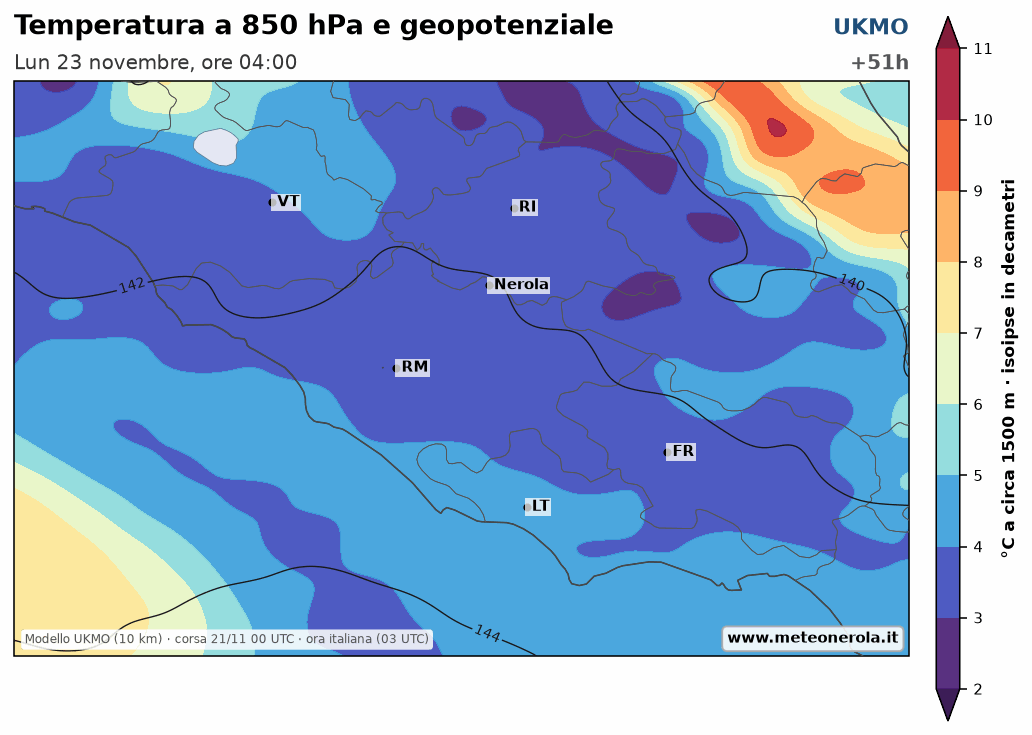 Temperatura a 850 hPa e geopotenziale
UKMO
Lun 23 novembre, ore 04:00
+51h
11
10
9
8
7
6
5
4
3
2
°C a circa 1500 m · isoipse in decametri
VT
RI
142
Nerola
140
RM
FR
LT
144
Modello UKMO (10 km) · corsa 21/11 00 UTC · ora italiana (03 UTC)
www.meteonerola.it